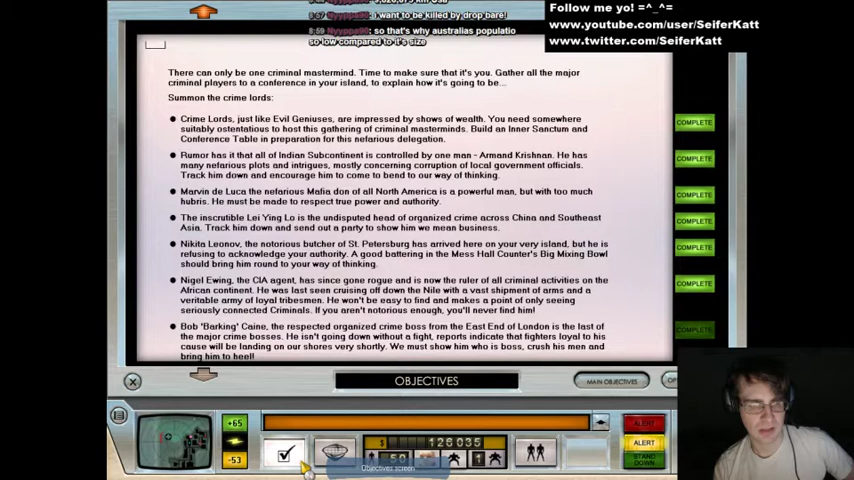 Follow me yo! =^_^=
8:57 Nyyppa90: i want to be killed by drop bare!
www.youtube.com/user/SeiferKatt
8:59 Nyyppa90: so that's why australias populatio
so low compared to it's size
www.twitter.com/SeiferKatt
There can only be one criminal mastermind. Time to make sure that it's you. Gather all the major
criminal players to a conference in your island, to explain how it's going to be...
Summon the crime lords:
Crime Lords, just like Evil Geniuses, are impressed by shows of wealth. You need somewhere
suitably ostentatious to host this gathering of criminal masterminds. Build an Inner Sanctum and
Conference Table in preparation for this nefarious delegation.
COMPLETE
Rumor has it that all of Indian Subcontinent is controlled by one man - Armand Krishnan. He has
many nefarious plots and intrigues, mostly concerning corruption of local government officials.
Track him down and encourage him to come to bend to our way of thinking.
COMPLETE
Marvin de Luca the nefarious Mafia don of all North America is a powerful man, but with too much
hubris. He must be made to respect true power and authority.
COMPLETE
The inscrutible Lei Ying Lo is the undisputed head of organized crime across China and Southeast
Asia. Track him down and send out a party to show him we mean business.
COMPLETE
Nikita Leonov, the notorious butcher of St. Petersburg has arrived here on your very island, but he is
refusing to acknowledge your authority. A good battering in the Mess Hall Counter's Big Mixing Bowl
should bring him round to your way of thinking.
COMPLETE
Nigel Ewing, the CIA agent, has since gone rogue and is now the ruler of all criminal activities on the
African continent. He was last seen cruising off down the Nile with a vast shipment of arms and a
veritable army of loyal tribesmen. He won't be easy to find and makes a point of only seeing
seriously connected Criminals. If you aren't notorious enough, you'll never find him!
COMPLETE
Bob 'Barking' Caine, the respected organized crime boss from the East End of London is the last of
the major crime bosses. He isn't going down without a fight, reports indicate that fighters loyal to his
cause will be landing on our shores very shortly. We must show him who is boss, crush his men and
bring him to heel!
COMPLETE
OBJECTIVES
MAIN OBJECTIVES
+65
-53
$ 126035
50
1
ALERT
ALERT
STAND
DOWN
Objectives screen